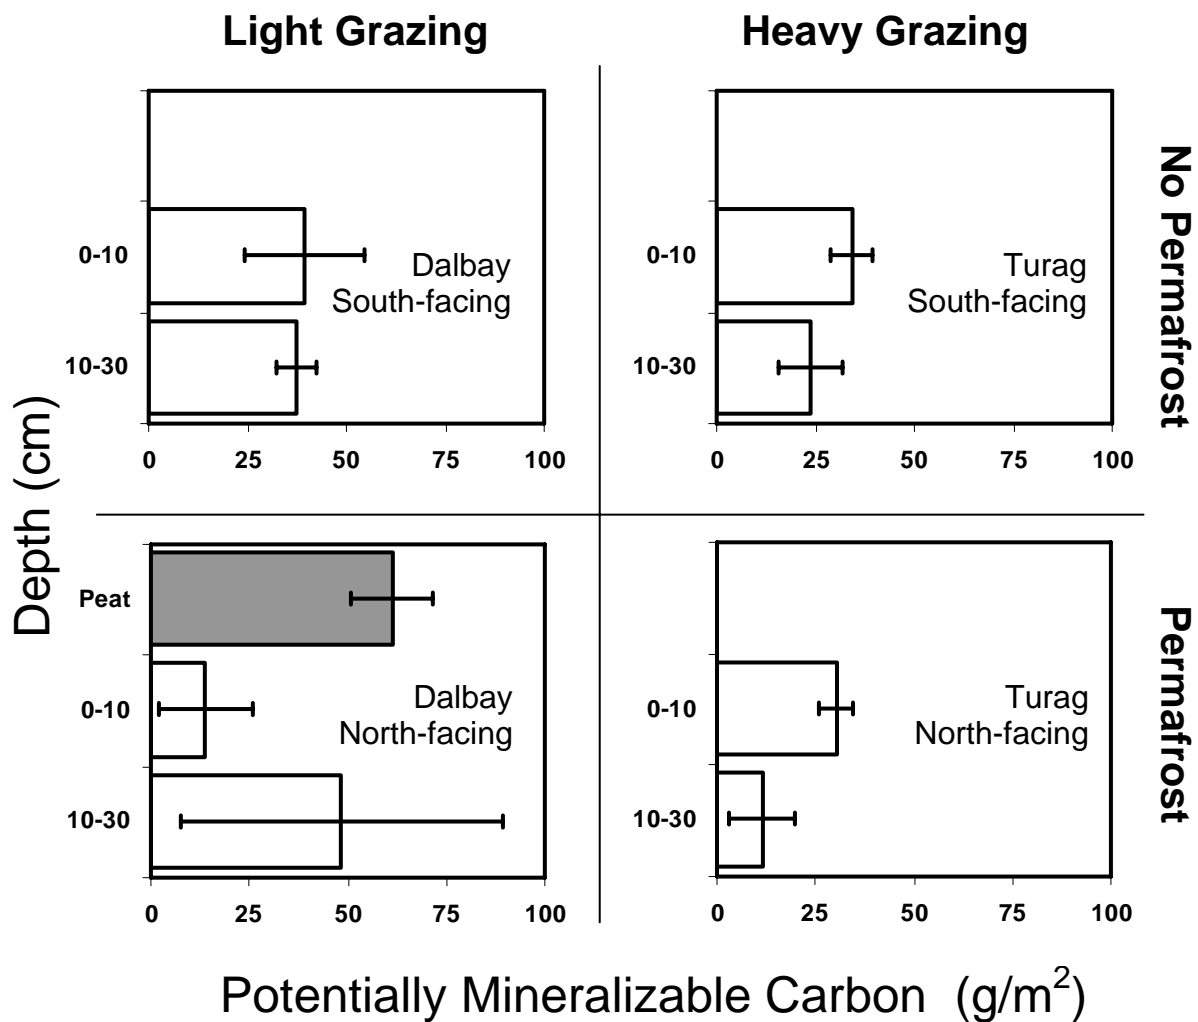 Light Grazing
Heavy Grazing
0-10
10-30
Dalbay
South-facing
0 25 50 75 100
0-10
10-30
Turag
South-facing
0 25 50 75 100
No Permafrost
Depth (cm)
Peat
0-10
10-30
Dalbay
North-facing
0 25 50 75 100
0-10
10-30
Turag
North-facing
0 25 50 75 100
Permafrost
Potentially Mineralizable Carbon (g/m²)